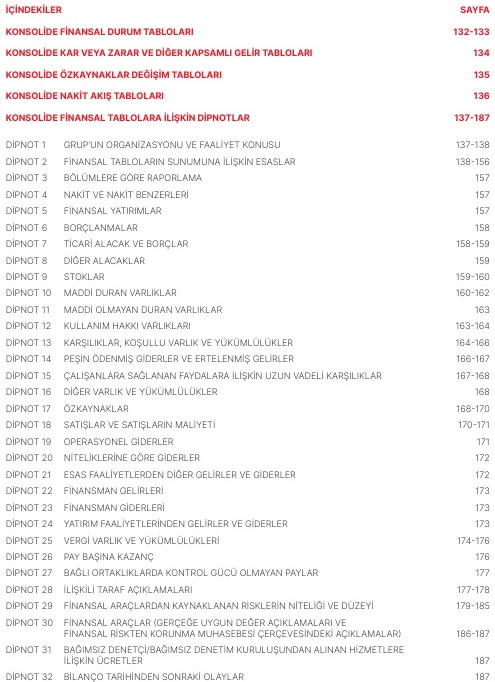 İÇİNDEKİLER SAYFA
KONSOLİDE FİNANSAL DURUM TABLOLARI 132-133
KONSOLİDE KAR VEYA ZARAR VE DİĞER KAPSAMLI GELİR TABLOLARI 134
KONSOLİDE ÖZKAYNAKLAR DEĞİŞİM TABLOLARI 135
KONSOLİDE NAKİT AKIŞ TABLOLARI 136
KONSOLİDE FİNANSAL TABLOLARA İLİŞKİN DİPNOTLAR 137-187
DİPNOT 1 GRUP'UN ORGANİZASYONU VE FAALİYET KONUSU 137-138
DİPNOT 2 FİNANSAL TABLOLARIN SUNUMUNA İLİŞKİN ESASLAR 138-156
DİPNOT 3 BÖLÜMLERE GÖRE RAPORLAMA 157
DİPNOT 4 NAKİT VE NAKİT BENZERLERİ 157
DİPNOT 5 FİNANSAL YATIRIMLAR 157
DİPNOT 6 BORÇLANMALAR 158
DİPNOT 7 TİCARİ ALACAK VE BORÇLAR 158-159
DİPNOT 8 DİĞER ALACAKLAR 159
DİPNOT 9 STOKLAR 159-160
DİPNOT 10 MADDİ DURAN VARLIKLAR 160-162
DİPNOT 11 MADDİ OLMAYAN DURAN VARLIKLAR 163
DİPNOT 12 KULLANIM HAKKI VARLIKLARI 163-164
DİPNOT 13 KARŞILIKLAR, KOŞULLU VARLIK VE YÜKÜMLÜLÜKLER 164-166
DİPNOT 14 PEŞİN ÖDENMİŞ GİDERLER VE ERTELENMİŞ GELİRLER 166-167
DİPNOT 15 ÇALIŞANLARA SAĞLANAN FAYDALARA İLİŞKİN UZUN VADELİ KARŞILIKLAR 167-168
DİPNOT 16 DİĞER VARLIK VE YÜKÜMLÜLÜKLER 168
DİPNOT 17 ÖZKAYNAKLAR 168-170
DİPNOT 18 SATIŞLAR VE SATIŞLARIN MALİYETİ 170-171
DİPNOT 19 OPERASYONEL GİDERLER 171
DİPNOT 20 NİTELİKLERİNE GÖRE GİDERLER 172
DİPNOT 21 ESAS FAALİYETLERDEN DİĞER GELİRLER VE GİDERLER 172
DİPNOT 22 FİNANSMAN GELİRLERİ 173
DİPNOT 23 FİNANSMAN GİDERLERİ 173
DİPNOT 24 YATIRIM FAALİYETLERİNDEN GELİRLER VE GİDERLER 173
DİPNOT 25 VERGİ VARLIK VE YÜKÜMLÜLÜKLERİ 174-176
DİPNOT 26 PAY BAŞINA KAZANÇ 176
DİPNOT 27 BAĞLI ORTAKLIKLARDA KONTROL GÜCÜ OLMAYAN PAYLAR 177
DİPNOT 28 İLİŞKİLİ TARAF AÇIKLAMALARI 177-178
DİPNOT 29 FİNANSAL ARAÇLARDAN KAYNAKLANAN RİSKLERİN NİTELİĞİ VE DÜZEYİ 179-185
DİPNOT 30 FİNANSAL ARAÇLAR (GERÇEĞE UYGUN DEĞER AÇIKLAMALARI VE
FİNANSAL RİSKTEN KORUNMA MUHASEBESİ ÇERÇEVESİNDEKİ AÇIKLAMALAR) 186-187
DİPNOT 31 BAĞIMSIZ DENETÇİ/BAĞIMSIZ DENETİM KURULUŞUNDAN ALINAN HİZMETLERE
İLİŞKİN ÜCRETLER 187
DİPNOT 32 BİLANÇO TARİHİNDEN SONRAKİ OLAYLAR 187